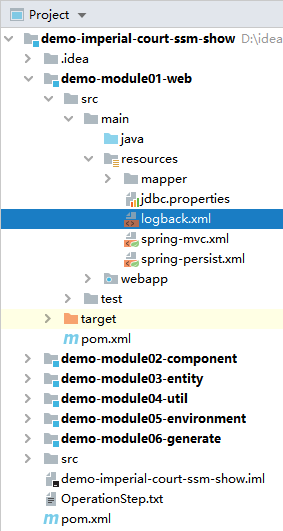 Project
demo-imperial-court-ssm-show D:\idea
.idea
demo-module01-web
src
main
java
resources
mapper
jdbc.properties
logback.xml
spring-mvc.xml
spring-persist.xml
webapp
test
target
pom.xml
demo-module02-component
demo-module03-entity
demo-module04-util
demo-module05-environment
demo-module06-generate
src
demo-imperial-court-ssm-show.iml
OperationStep.txt
pom.xml